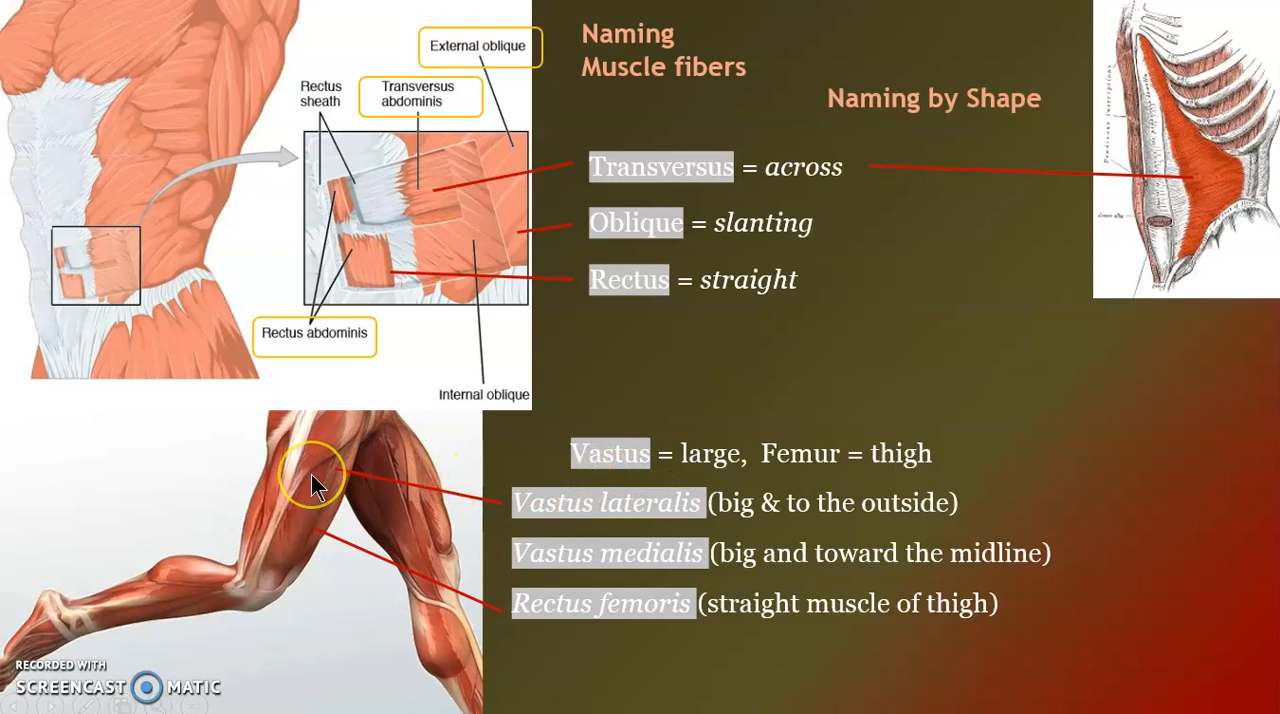 Naming
Muscle fibers
Naming by Shape
External oblique
Rectus
sheath
Transversus
abdominis
Rectus abdominis
Internal oblique
Transversus = across
Oblique = slanting
Rectus = straight
Vastus = large, Femur = thigh
Vastus lateralis (big & to the outside)
Vastus medialis (big and toward the midline)
Rectus femoris (straight muscle of thigh)
RECORDED WITH
SCREENCAST MATIC